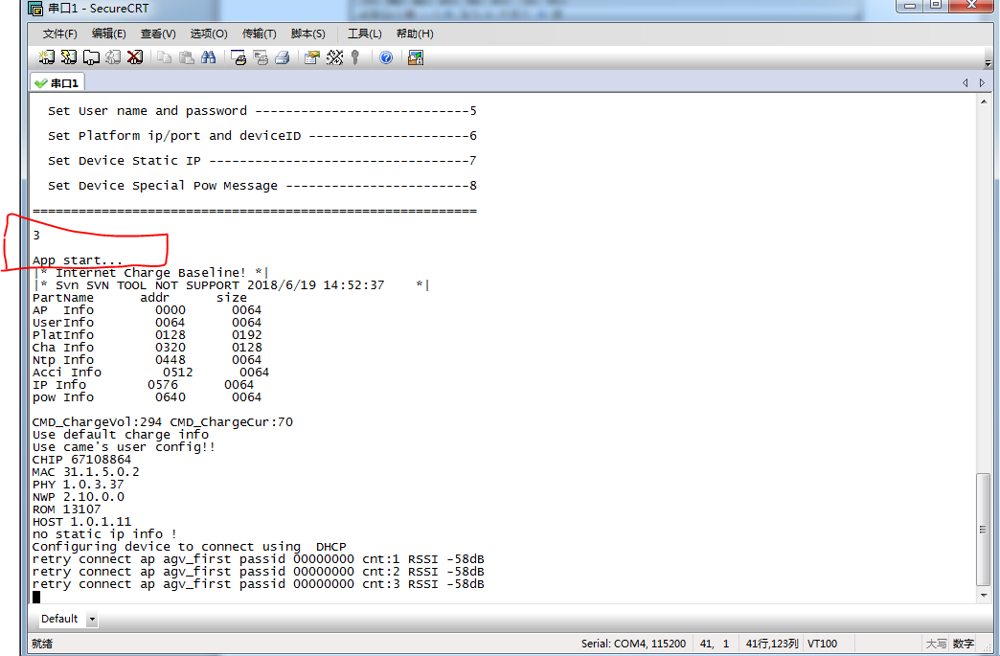 串口1 - SecureCRT
文件(F) 编辑(E) 查看(V) 选项(O) 传输(T) 脚本(S) 工具(L) 帮助(H)
串口1
Set User name and password ----------------------------5
Set Platform ip/port and deviceID ---------------------6
Set Device Static IP ----------------------------------7
Set Device Special Pow Message ------------------------8
==========================================================
3
App start...
|* Internet Charge Baseline! *|
|* Svn SVN TOOL NOT SUPPORT 2018/6/19 14:52:37    *|
PartName      addr      size
AP  Info        0000      0064
UserInfo        0064      0064
PlatInfo        0128      0192
Cha Info        0320      0128
Ntp Info        0448      0064
Acci Info        0512      0064
IP Info        0576      0064
pow Info        0640      0064
CMD_ChargeVol:294 CMD_ChargeCur:70
Use default charge info
Use came's user config!!
CHIP 67108864
MAC 31.1.5.0.2
PHY 1.0.3.37
NWP 2.10.0.0
ROM 13107
HOST 1.0.1.11
no static ip info !
Configuring device to connect using  DHCP
retry connect ap agv_first passid 00000000 cnt:1 RSSI -58dB
retry connect ap agv_first passid 00000000 cnt:2 RSSI -58dB
retry connect ap agv_first passid 00000000 cnt:3 RSSI -58dB
Default
就绪 Serial: COM4, 115200 41, 1 41行,123列 VT100 大写 数字